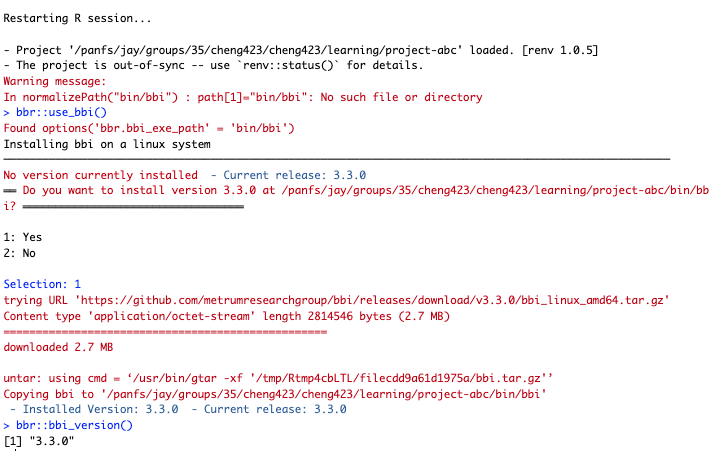 Restarting R session...
- Project '/panfs/jay/groups/35/cheng423/cheng423/learning/project-abc' loaded. [renv 1.0.5]
- The project is out-of-sync -- use `renv::status()` for details.
Warning message:
In normalizePath("bin/bbi") : path[1]="bin/bbi": No such file or directory
> bbr::use_bbi()
Found options('bbr.bbi_exe_path' = 'bin/bbi')
Installing bbi on a linux system
No version currently installed  - Current release: 3.3.0
══ Do you want to install version 3.3.0 at /panfs/jay/groups/35/cheng423/cheng423/learning/project-abc/bin/bb
i? ══════════════════════════════════
1: Yes
2: No
Selection: 1
trying URL 'https://github.com/metrumresearchgroup/bbi/releases/download/v3.3.0/bbi_linux_amd64.tar.gz'
Content type 'application/octet-stream' length 2814546 bytes (2.7 MB)
==================================================
downloaded 2.7 MB
untar: using cmd = ‘/usr/bin/gtar -xf '/tmp/Rtmp4cbLTL/filecdd9a61d1975a/bbi.tar.gz'’
Copying bbi to '/panfs/jay/groups/35/cheng423/cheng423/learning/project-abc/bin/bbi'
 - Installed Version: 3.3.0  - Current release: 3.3.0
> bbr::bbi_version()
[1] "3.3.0"